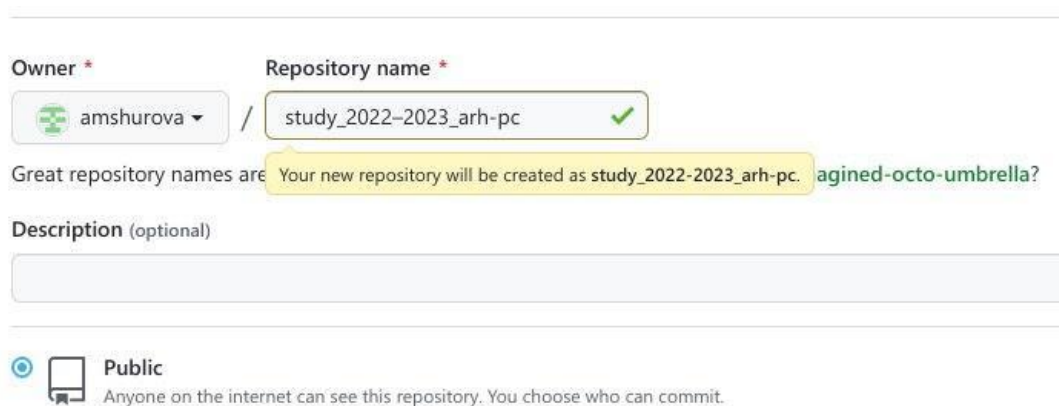 Owner * Repository name *
amshurova / study_2022–2023_arh-pc
Great repository names are Your new repository will be created as study_2022-2023_arh-pc. agined-octo-umbrella?
Description (optional)
Public
Anyone on the internet can see this repository. You choose who can commit.